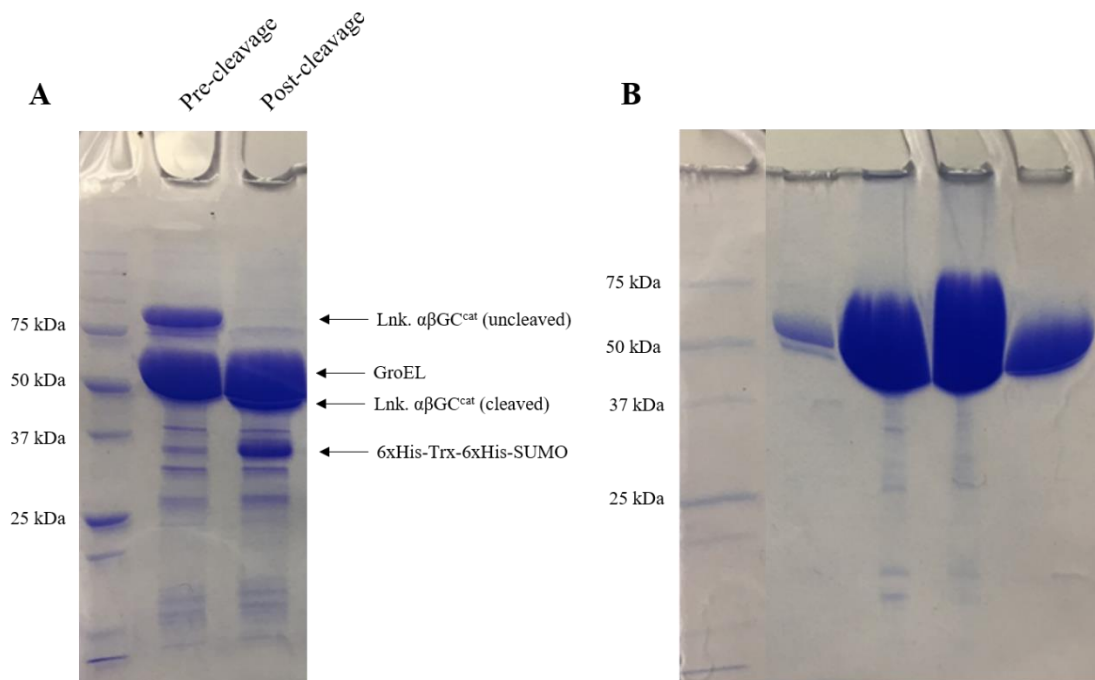 A
Pre-cleavage
Post-cleavage
75 kDa
50 kDa
37 kDa
25 kDa
Lnk. αβGCᶜᵃᵗ (uncleaved)
GroEL
Lnk. αβGCᶜᵃᵗ (cleaved)
6xHis-Trx-6xHis-SUMO
B
75 kDa
50 kDa
37 kDa
25 kDa